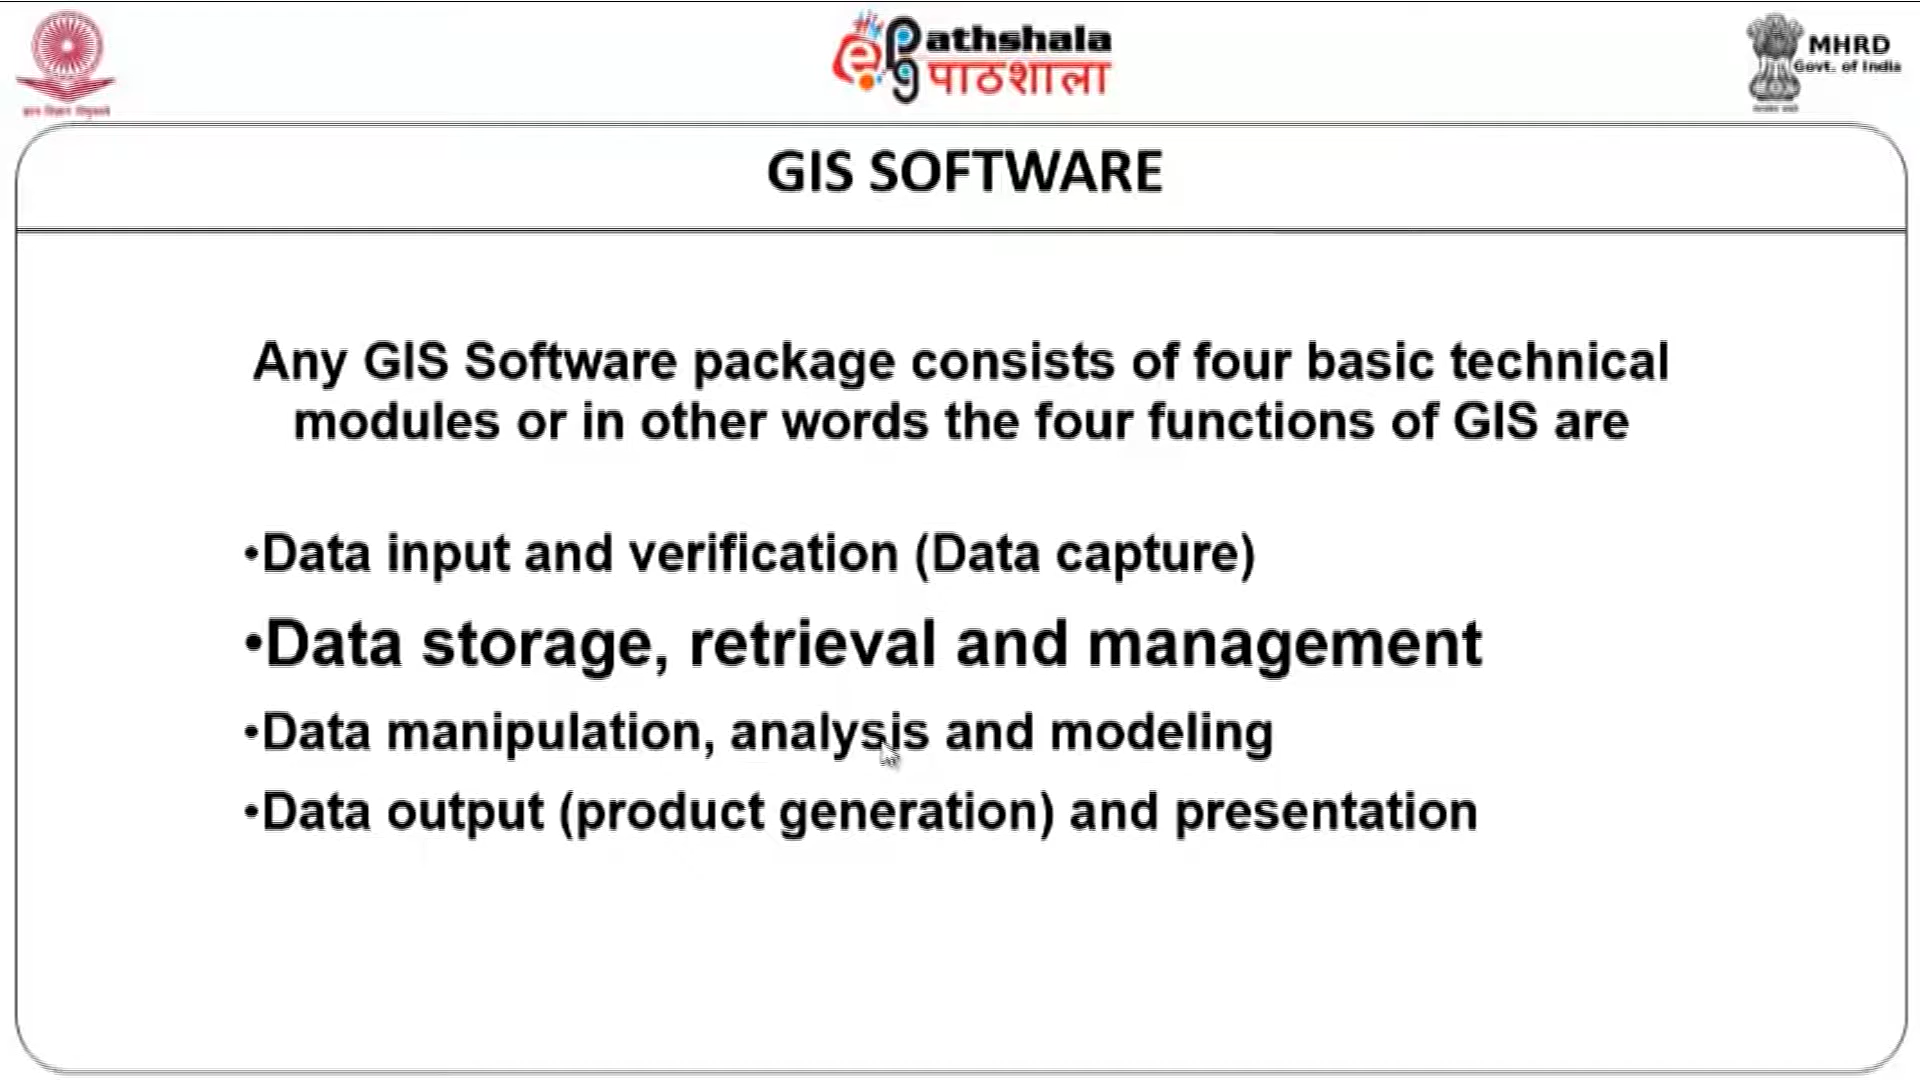 ePG Pathshala
पाठशाला
MHRD
Govt. of India
GIS SOFTWARE
Any GIS Software package consists of four basic technical
modules or in other words the four functions of GIS are
•Data input and verification (Data capture)
•Data storage, retrieval and management
•Data manipulation, analysis and modeling
•Data output (product generation) and presentation